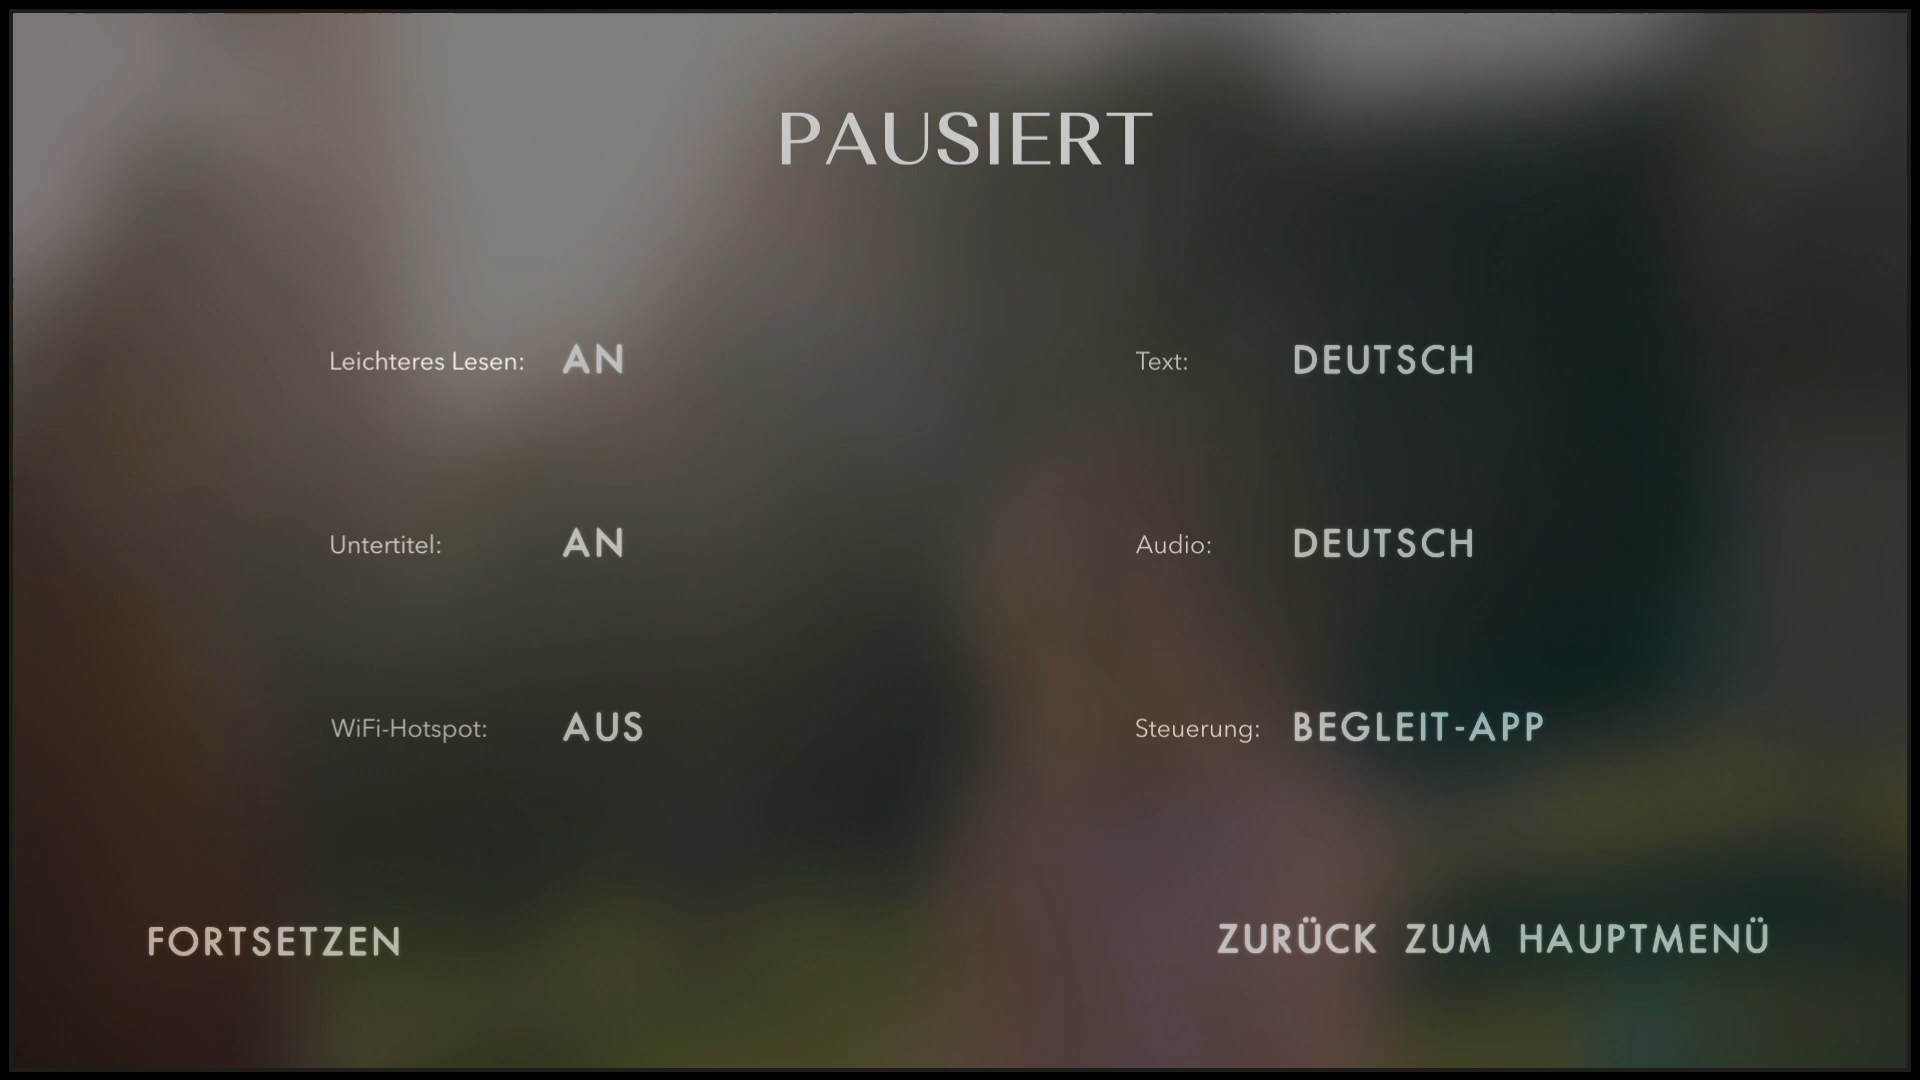 PAUSIERT
Leichteres Lesen: AN
Text: DEUTSCH
Untertitel: AN
Audio: DEUTSCH
WiFi-Hotspot: AUS
Steuerung: BEGLEIT-APP
FORTSETZEN
ZURÜCK ZUM HAUPTMENÜ